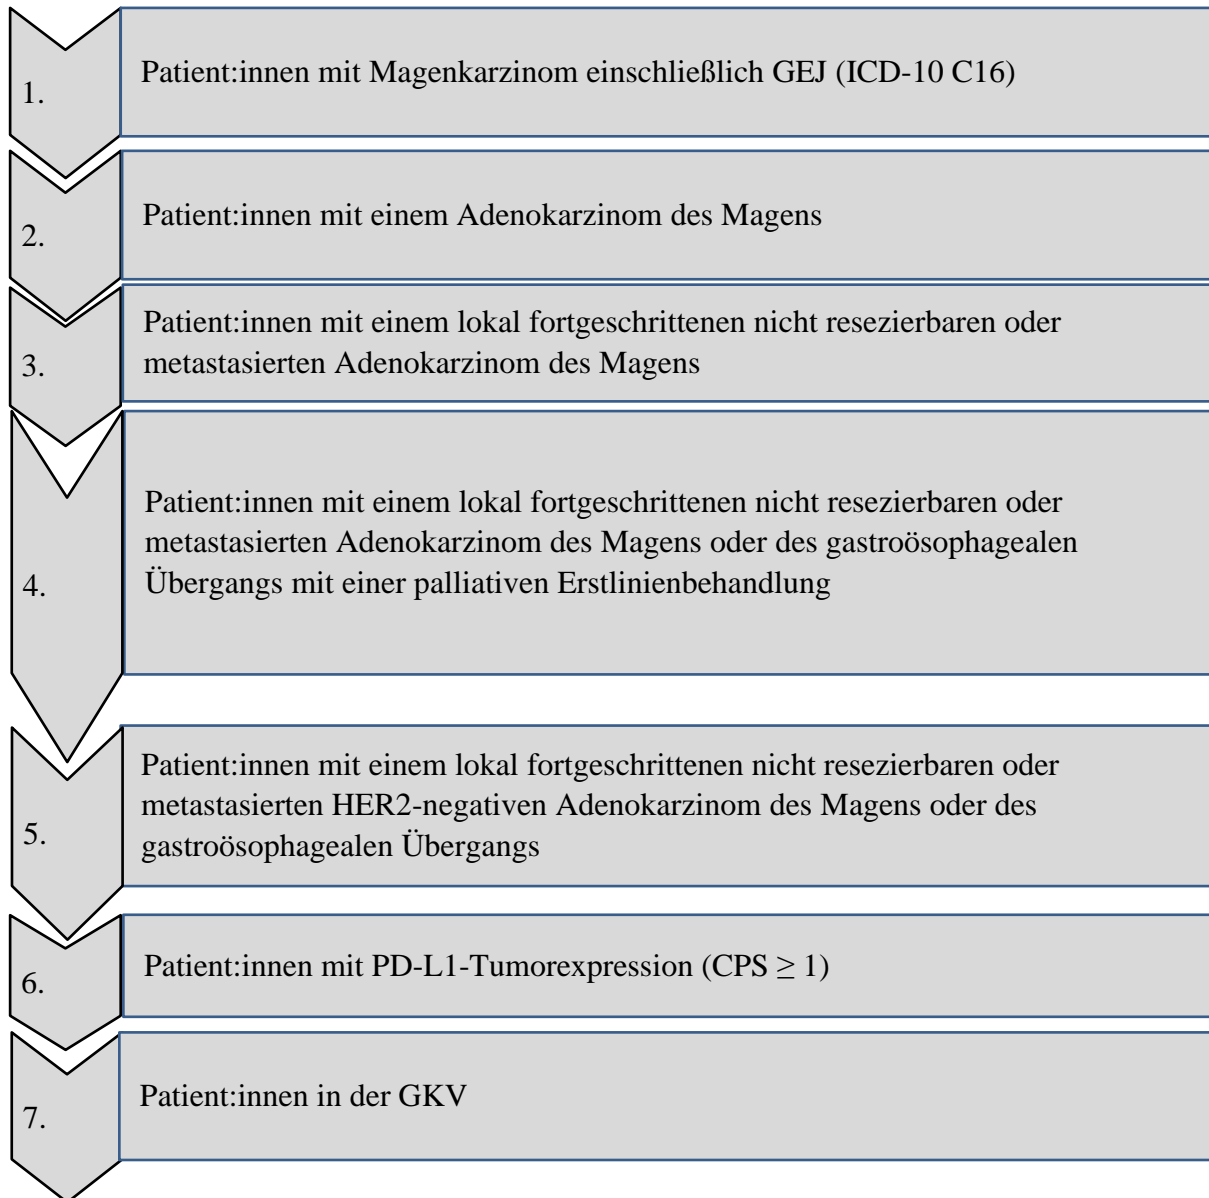 1.
Patient:innen mit Magenkarzinom einschließlich GEJ (ICD-10 C16)
2.
Patient:innen mit einem Adenokarzinom des Magens
3.
Patient:innen mit einem lokal fortgeschrittenen nicht resezierbaren oder
metastasierten Adenokarzinom des Magens
4.
Patient:innen mit einem lokal fortgeschrittenen nicht resezierbaren oder
metastasierten Adenokarzinom des Magens oder des gastroösophagealen
Übergangs mit einer palliativen Erstlinienbehandlung
5.
Patient:innen mit einem lokal fortgeschrittenen nicht resezierbaren oder
metastasierten HER2-negativen Adenokarzinom des Magens oder des
gastroösophagealen Übergangs
6.
Patient:innen mit PD-L1-Tumorexpression (CPS ≥ 1)
7.
Patient:innen in der GKV